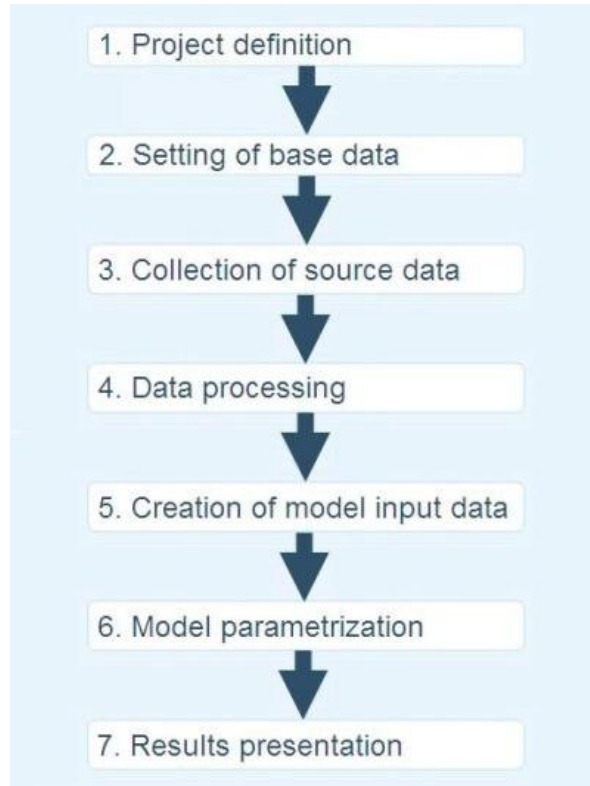 1. Project definition
2. Setting of base data
3. Collection of source data
4. Data processing
5. Creation of model input data
6. Model parametrization
7. Results presentation